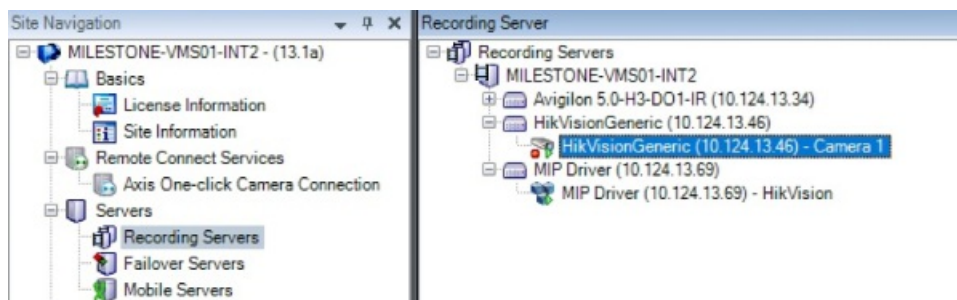 Site Navigation
MILESTONE-VMS01-INT2 - (13.1a)
Basics
License Information
Site Information
Remote Connect Services
Axis One-click Camera Connection
Servers
Recording Servers
Failover Servers
Mobile Servers
Recording Server
Recording Servers
MILESTONE-VMS01-INT2
Avigilon 5.0-H3-DO1-IR (10.124.13.34)
HikVisionGeneric (10.124.13.46)
HikVisionGeneric (10.124.13.46) - Camera 1
MIP Driver (10.124.13.69)
MIP Driver (10.124.13.69) - HikVision